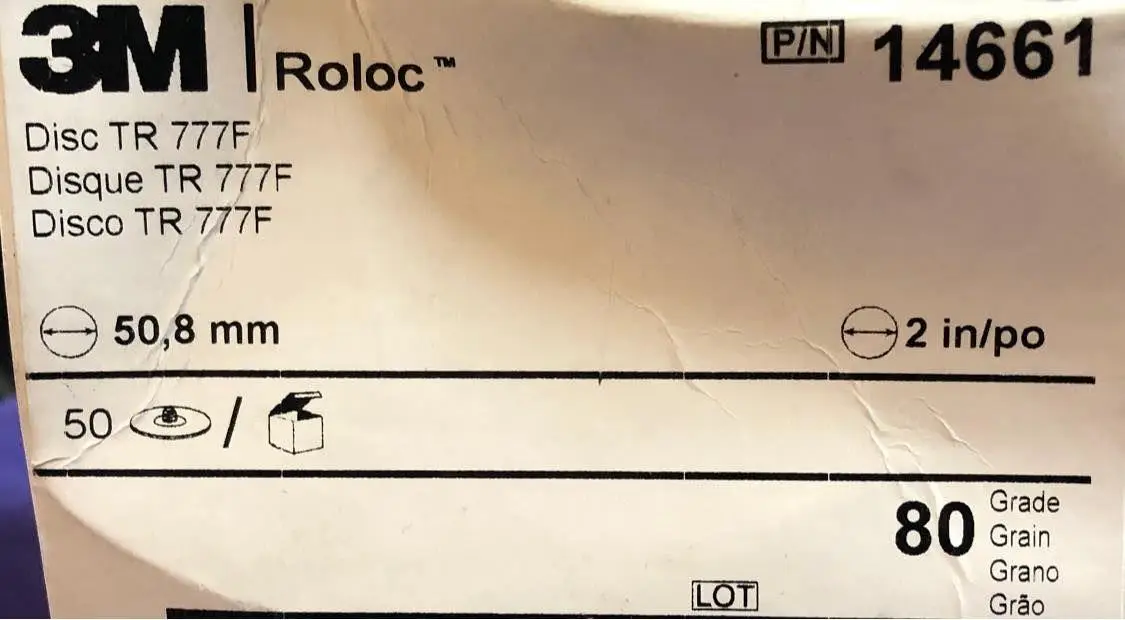 3M | Roloc™
P/N 14661
Disc TR 777F
Disque TR 777F
Disco TR 777F
50,8 mm
2 in/po
50 /
80
Grade
Grain
Grano
Grão
LOT